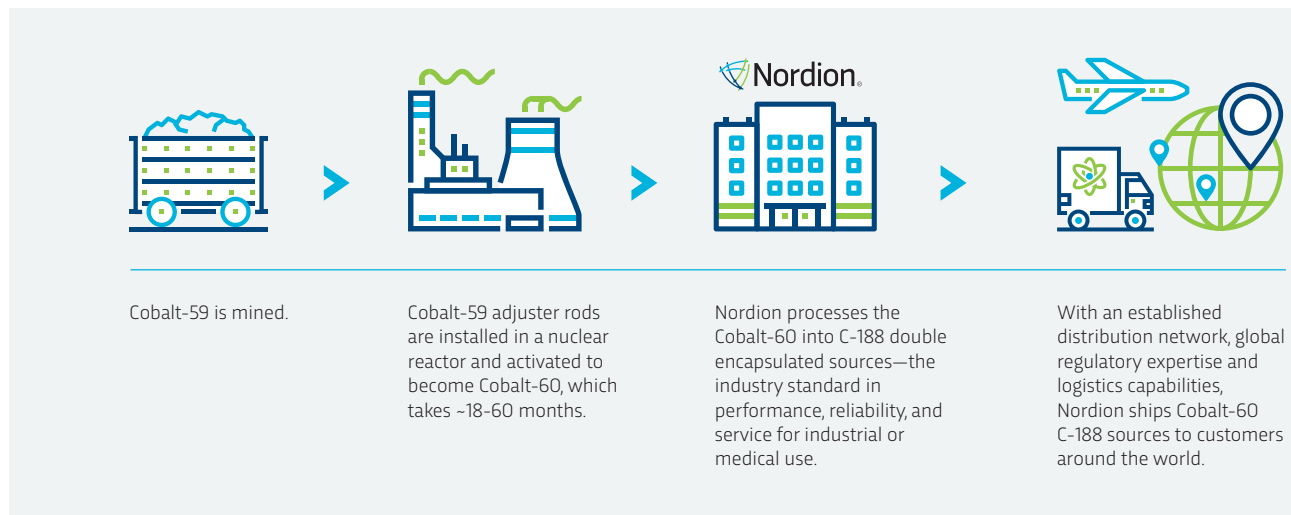 Nordion®
Cobalt-59 is mined.
Cobalt-59 adjuster rods
are installed in a nuclear
reactor and activated to
become Cobalt-60, which
takes ~18-60 months.
Nordion processes the
Cobalt-60 into C-188 double
encapsulated sources—the
industry standard in
performance, reliability, and
service for industrial or
medical use.
With an established
distribution network, global
regulatory expertise and
logistics capabilities,
Nordion ships Cobalt-60
C-188 sources to customers
around the world.